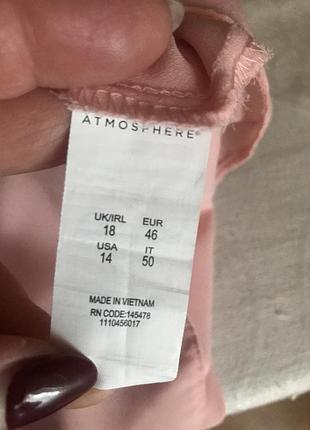 ATMOSPHERE®
UK/IRL EUR
18 46
USA IT
14 50
MADE IN VIETNAM
RN CODE:145478
1110456017